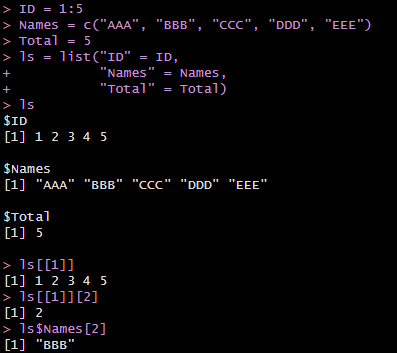 > ID = 1:5
> Names = c("AAA", "BBB", "CCC", "DDD", "EEE")
> Total = 5
> ls = list("ID" = ID,
+           "Names" = Names,
+           "Total" = Total)
> ls
$ID
[1] 1 2 3 4 5

$Names
[1] "AAA" "BBB" "CCC" "DDD" "EEE"

$Total
[1] 5

> ls[[1]]
[1] 1 2 3 4 5
> ls[[1]][2]
[1] 2
> ls$Names[2]
[1] "BBB"